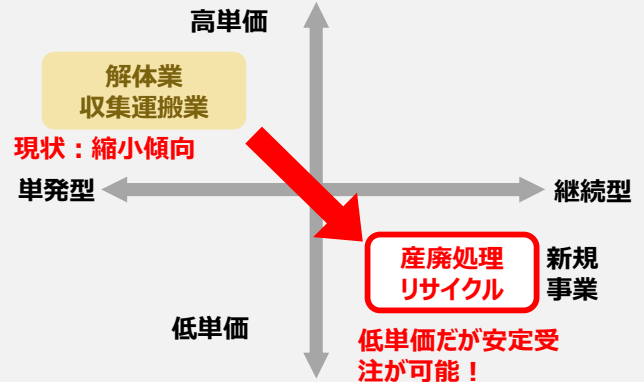 高単価
解体業
収集運搬業
現状：縮小傾向
単発型
継続型
産廃処理
リサイクル
新規
事業
低単価
低単価だが安定受
注が可能！